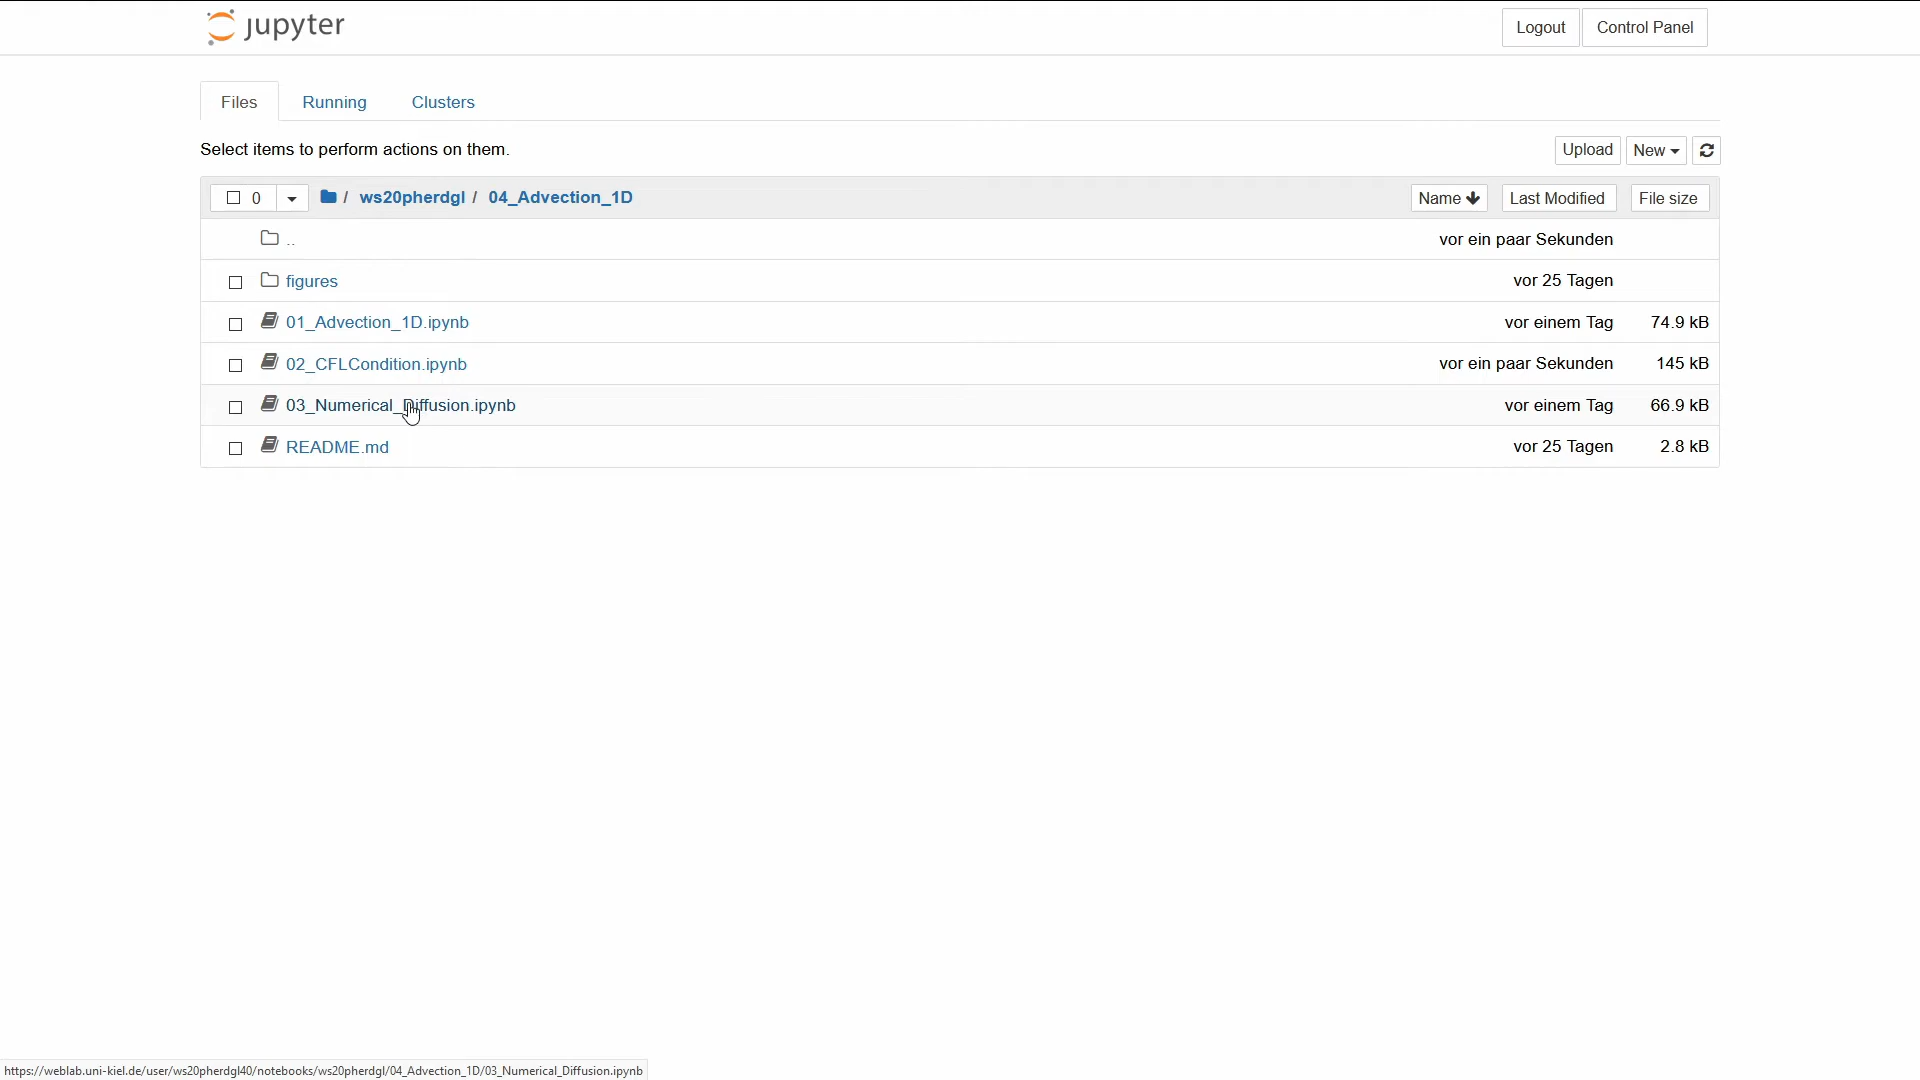 jupyter
Logout
Control Panel
Files
Running
Clusters
Select items to perform actions on them.
Upload
New
0
/ ws20pherdgl / 04_Advection_1D
Name
Last Modified
File size
..
vor ein paar Sekunden
figures
vor 25 Tagen
01_Advection_1D.ipynb
vor einem Tag
74.9 kB
02_CFLCondition.ipynb
vor ein paar Sekunden
145 kB
03_Numerical_Diffusion.ipynb
vor einem Tag
66.9 kB
README.md
vor 25 Tagen
2.8 kB
https://weblab.uni-kiel.de/user/ws20pherdgl40/notebooks/ws20pherdgl/04_Advection_1D/03_Numerical_Diffusion.ipynb